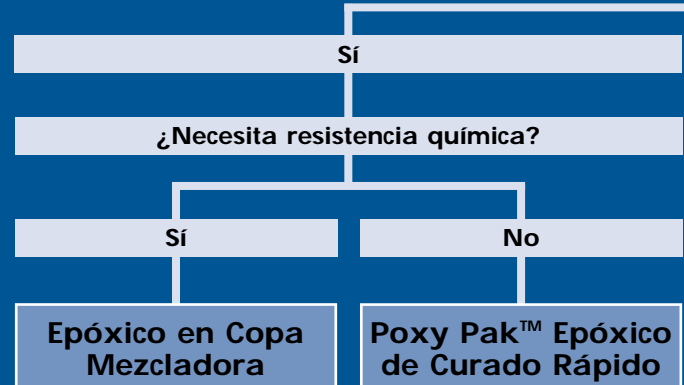 Sí
¿Necesita resistencia química?
Sí
No
Epóxico en Copa
Mezcladora
Poxy Pak™ Epóxico
de Curado Rápido